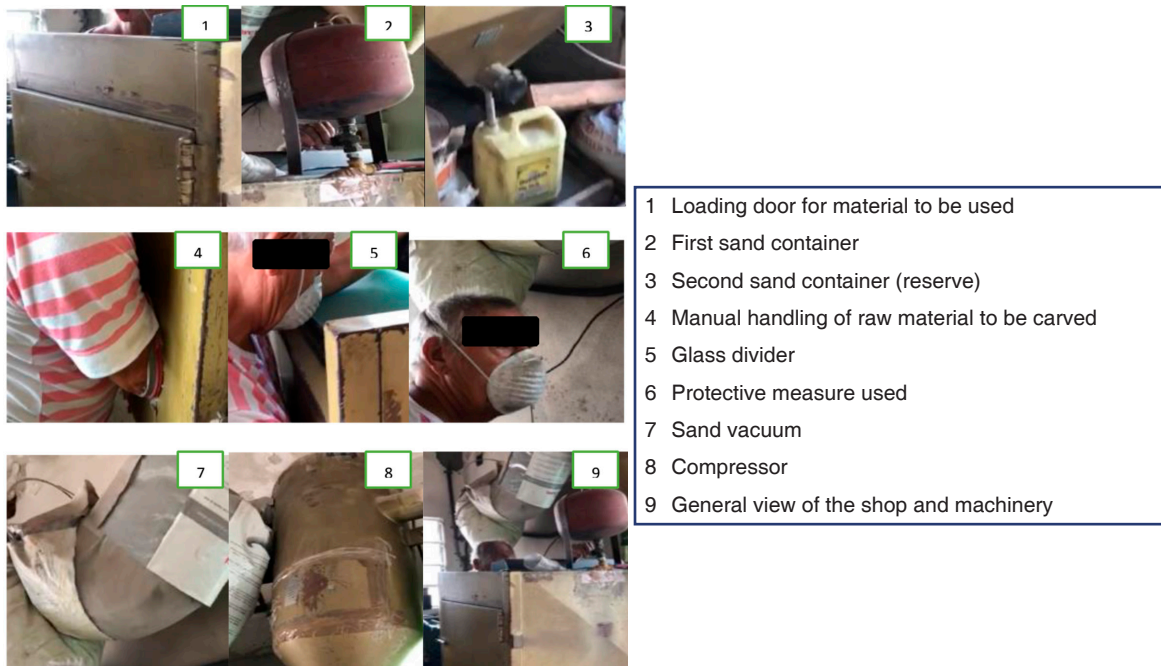 1
2
3
4
5
6
7
8
9
1 Loading door for material to be used
2 First sand container
3 Second sand container (reserve)
4 Manual handling of raw material to be carved
5 Glass divider
6 Protective measure used
7 Sand vacuum
8 Compressor
9 General view of the shop and machinery